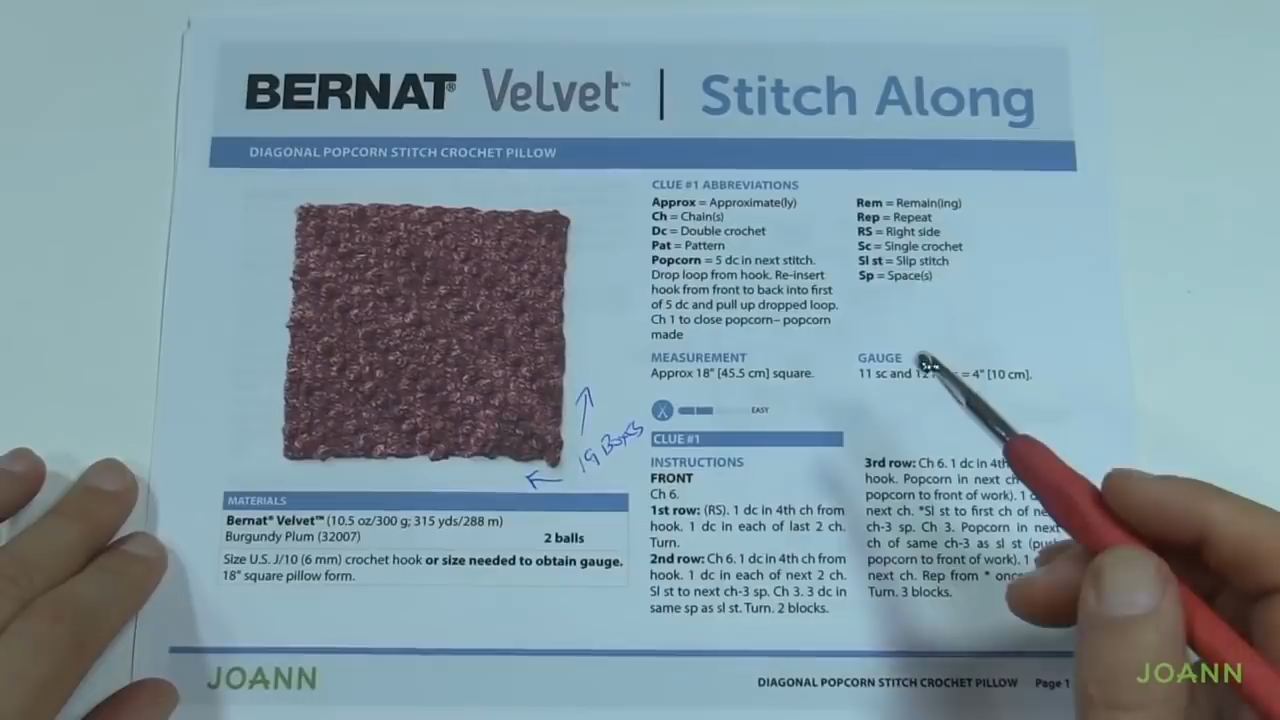 BERNAT® Velvet™ | Stitch Along
DIAGONAL POPCORN STITCH CROCHET PILLOW
CLUE #1 ABBREVIATIONS
Approx = Approximate(ly)
Ch = Chain(s)
Dc = Double crochet
Pat = Pattern
Popcorn = 5 dc in next stitch.
Drop loop from hook. Re-insert
hook from front to back into first
of 5 dc and pull up dropped loop.
Ch 1 to close popcorn– popcorn
made
Rem = Remain(ing)
Rep = Repeat
RS = Right side
Sc = Single crochet
Sl st = Slip stitch
Sp = Space(s)
MEASUREMENT
Approx 18" [45.5 cm] square.
GAUGE
11 sc and 12 = 4" [10 cm].
EASY
19 Boxes
MATERIALS
Bernat® Velvet™ (10.5 oz/300 g; 315 yds/288 m)
Burgundy Plum (32007) 2 balls
Size U.S. J/10 (6 mm) crochet hook or size needed to obtain gauge.
18" square pillow form.
CLUE #1
INSTRUCTIONS
FRONT
Ch 6.
1st row: (RS). 1 dc in 4th ch from
hook. 1 dc in each of last 2 ch.
Turn.
2nd row: Ch 6. 1 dc in 4th ch from
hook. 1 dc in each of next 2 ch.
Sl st to next ch-3 sp. Ch 3. 3 dc in
same sp as sl st. Turn. 2 blocks.
3rd row: Ch 6. 1 dc in 4th
hook. Popcorn in next ch
popcorn to front of work). 1
next ch. *Sl st to first ch of
ch-3 sp. Ch 3. Popcorn in next
ch of same ch-3 as sl st
popcorn to front of work). 1
next ch. Rep from *
Turn. 3 blocks.
JOANN
DIAGONAL POPCORN STITCH CROCHET PILLOW Page 1
JOANN